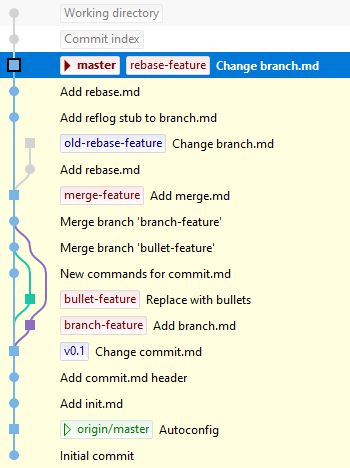 Working directory
Commit index
master rebase-feature Change branch.md
Add rebase.md
Add reflog stub to branch.md
old-rebase-feature Change branch.md
Add rebase.md
merge-feature Add merge.md
Merge branch 'branch-feature'
Merge branch 'bullet-feature'
New commands for commit.md
bullet-feature Replace with bullets
branch-feature Add branch.md
v0.1 Change commit.md
Add commit.md header
Add init.md
origin/master Autoconfig
Initial commit